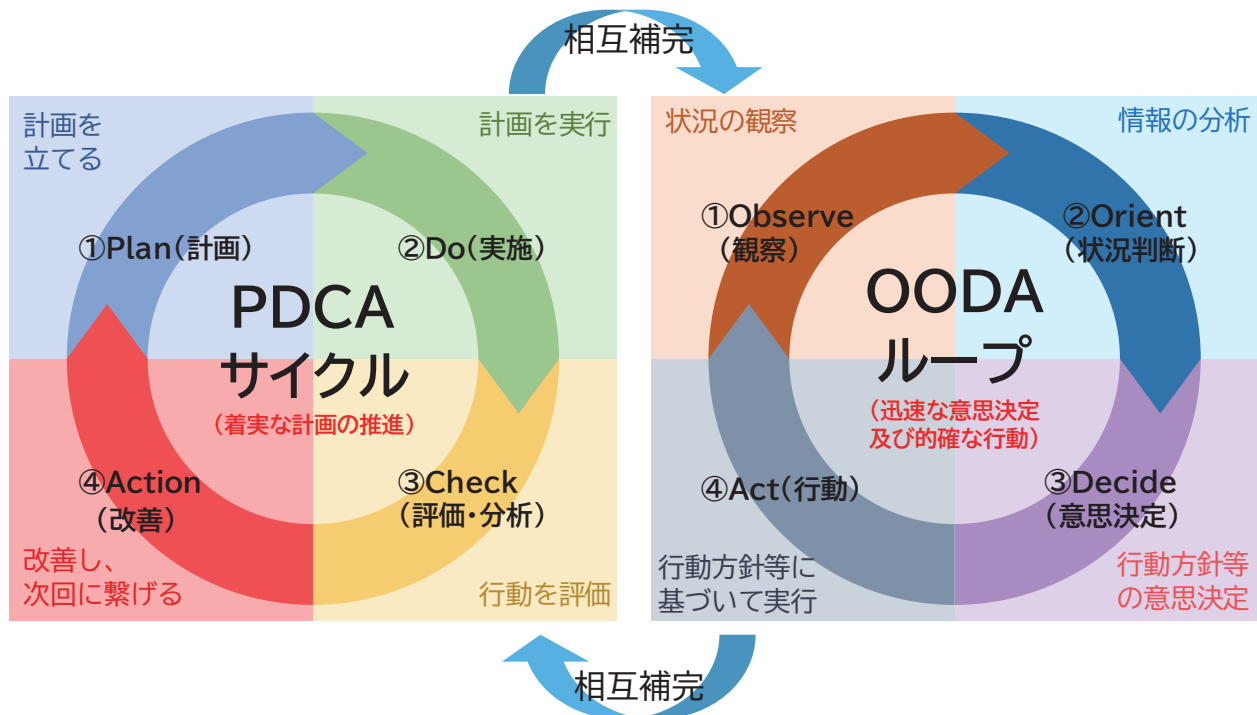 相互補完
計画を
立てる
計画を実行
①Plan(計画)
②Do(実施)
PDCA
サイクル
(着実な計画の推進)
④Action
(改善)
③Check
(評価・分析)
改善し、
次回に繋げる
行動を評価
状況の観察
情報の分析
①Observe
(観察)
②Orient
(状況判断)
OODA
ループ
(迅速な意思決定
及び的確な行動)
④Act(行動)
③Decide
(意思決定)
行動方針等に
基づいて実行
行動方針等
の意思決定
相互補完